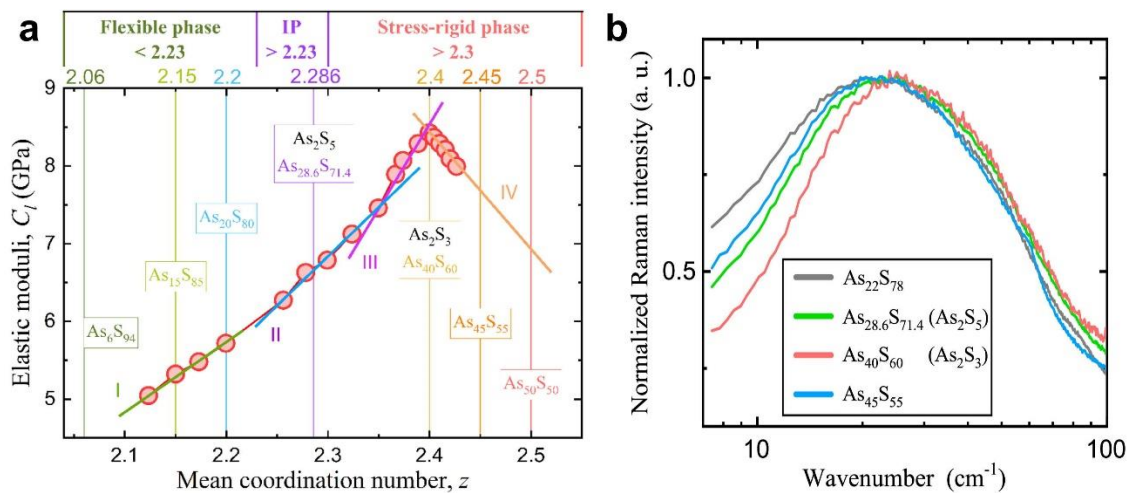 a
Flexible phase
< 2.23
IP
> 2.23
Stress-rigid phase
> 2.3
2.06
2.15
2.2
2.286
2.4
2.45
2.5
9
8
7
6
5
Elastic moduli, Cₗ (GPa)
As₂S₅
As₂₈.₆S₇₁.₄
As₂₀S₈₀
As₁₅S₈₅
As₆S₉₄
As₂S₃
As₄₀S₆₀
As₄₅S₅₅
As₅₀S₅₀
I
II
III
IV
2.1
2.2
2.3
2.4
2.5
Mean coordination number, z
b
Normalized Raman intensity (a. u.)
1.0
0.5
As₂₂S₇₈
As₂₈.₆S₇₁.₄ (As₂S₅)
As₄₀S₆₀ (As₂S₃)
As₄₅S₅₅
10
100
Wavenumber (cm⁻¹)